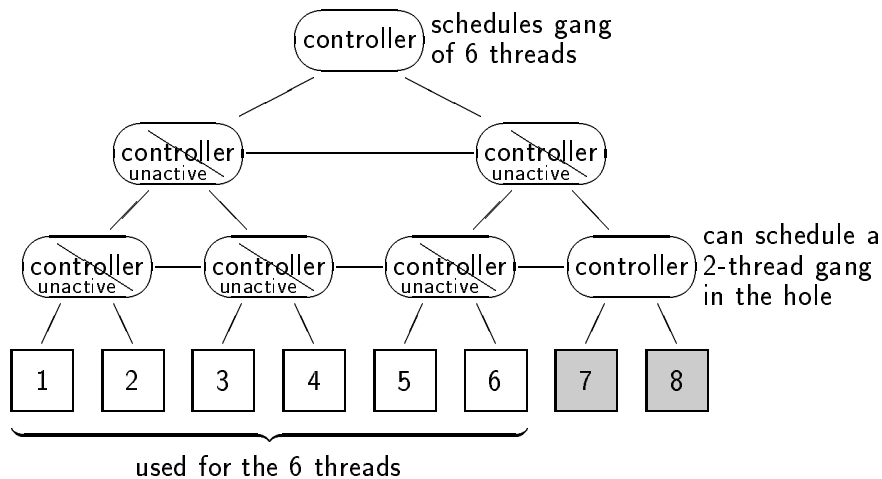 controller
schedules gang
of 6 threads
controller
unactive
controller
unactive
controller
unactive
controller
unactive
controller
unactive
controller
can schedule a
2-thread gang
in the hole
1 2 3 4 5 6 7 8
used for the 6 threads